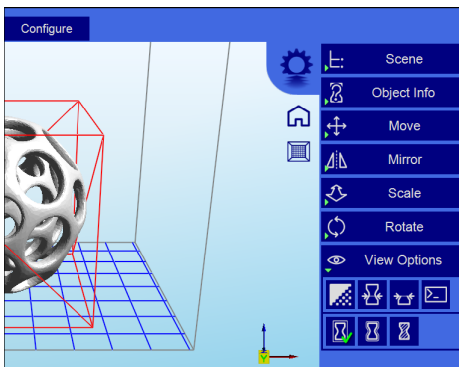 Configure
Scene
Object Info
Move
Mirror
Scale
Rotate
View Options